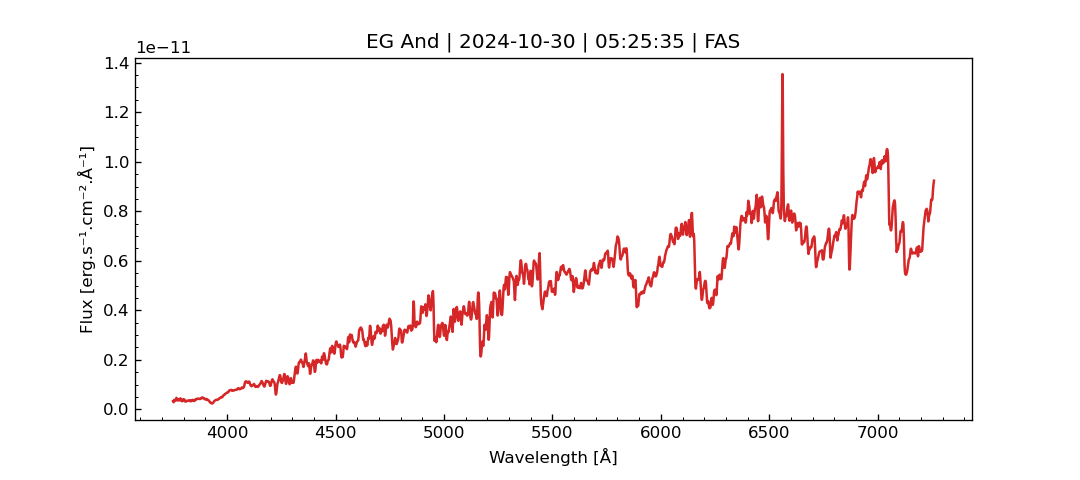 EG And | 2024-10-30 | 05:25:35 | FAS
1e−11
1.4
1.2
1.0
0.8
0.6
0.4
0.2
0.0
Flux [erg.s⁻¹.cm⁻².Å⁻¹]
4000 4500 5000 5500 6000 6500 7000
Wavelength [Å]